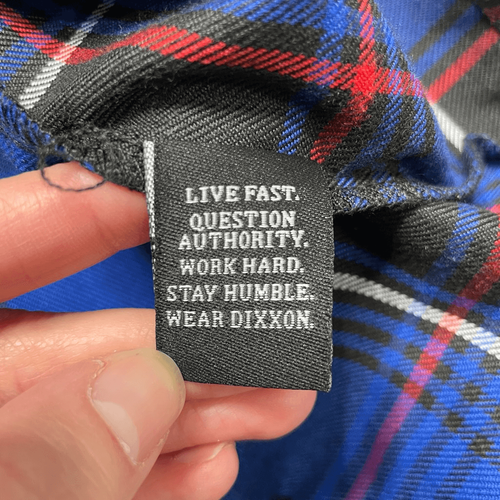 LIVE FAST.
QUESTION
AUTHORITY.
WORK HARD.
STAY HUMBLE.
WEAR DIXXON.